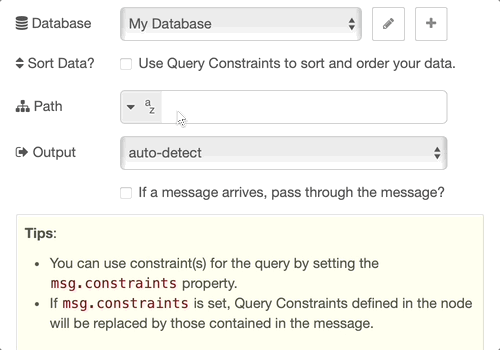 Database My Database
Sort Data? Use Query Constraints to sort and order your data.
Path a z
Output auto-detect
If a message arrives, pass through the message?
Tips:
• You can use constraint(s) for the query by setting the
msg.constraints property.
• If msg.constraints is set, Query Constraints defined in the node
will be replaced by those contained in the message.